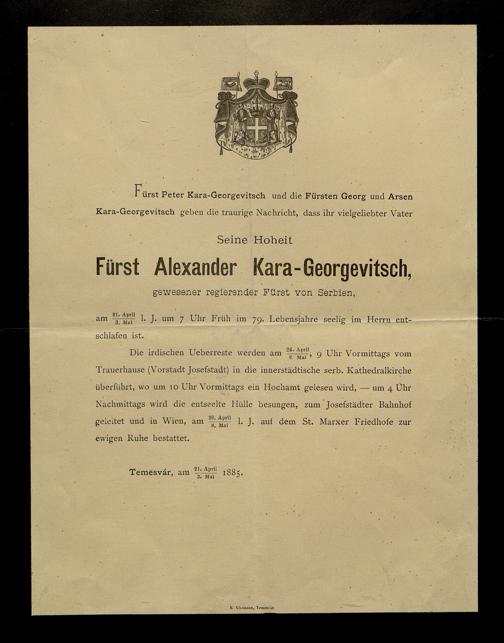 Fürst Peter Kara-Georgevitsch und die Fürsten Georg und Arsen
Kara-Georgevitsch geben die traurige Nachricht, dass ihr vielgeliebter Vater
Seine Hoheit
Fürst Alexander Kara-Georgevitsch,
gewesener regierender Fürst von Serbien,
am 21. April/3. Mai l. J. um 7 Uhr Früh im 79. Lebensjahre seelig im Herrn ent-
schlafen ist.
Die irdischen Ueberreste werden am 24. April/6. Mai, 9 Uhr Vormittags vom
Trauerhause (Vorstadt Josefstadt) in die innerstädtische serb. Kathedralkirche
überführt, wo um 10 Uhr Vormittags ein Hochamt gelesen wird, — um 4 Uhr
Nachmittags wird die entseelte Hülle besungen, zum Josefstädter Bahnhof
geleitet und in Wien, am April/8. Mai l. J. auf dem St. Marxer Friedhofe zur
ewigen Ruhe bestattet.
Temesvár, am 21. April/3. Mai 1885.
Temesvár